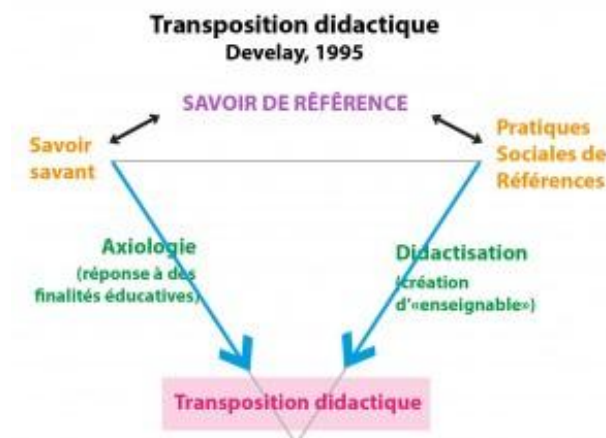 Transposition didactique
Develay, 1995
SAVOIR DE RÊFÊRENCE
Savoir
savant
Pratiques
Sociales de
Références
Axiologie
(réponse à des
finalités éducatives)
Didactisation
(création
d'«enseignable»)
Transposition didactique